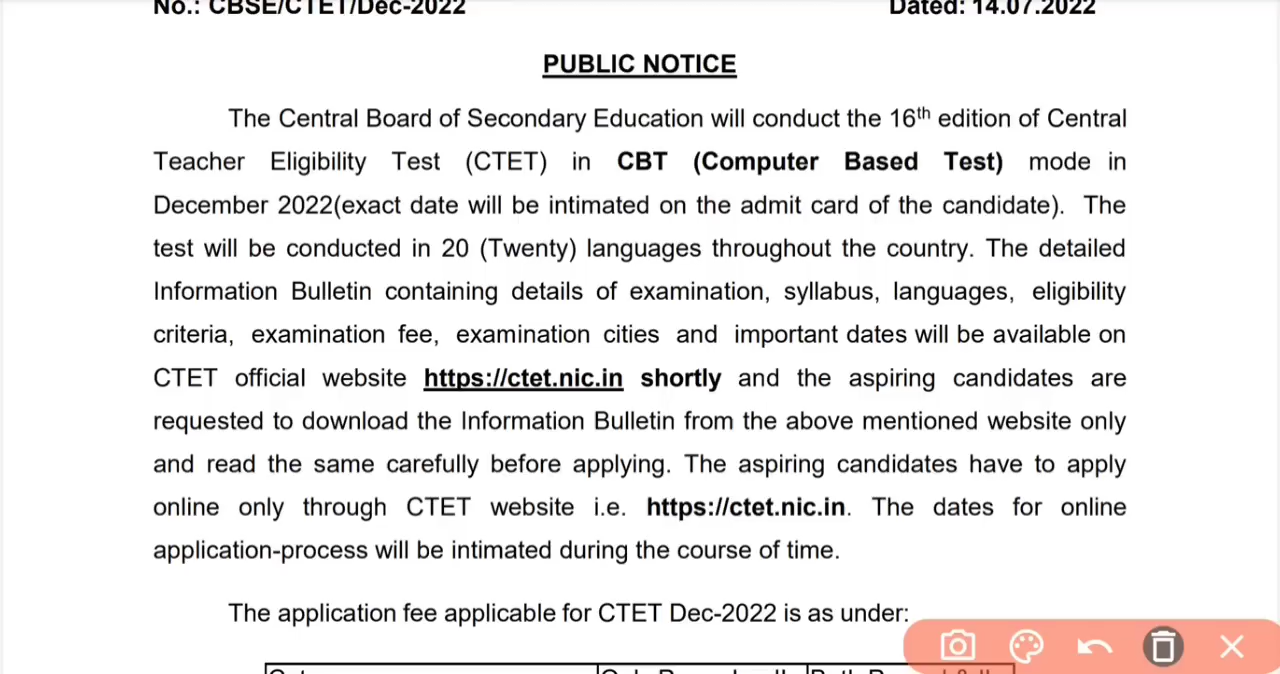 No.: CBSE/CTET/Dec-2022 Dated: 14.07.2022
PUBLIC NOTICE
The Central Board of Secondary Education will conduct the 16th edition of Central
Teacher Eligibility Test (CTET) in CBT (Computer Based Test) mode in
December 2022(exact date will be intimated on the admit card of the candidate). The
test will be conducted in 20 (Twenty) languages throughout the country. The detailed
Information Bulletin containing details of examination, syllabus, languages, eligibility
criteria, examination fee, examination cities and important dates will be available on
CTET official website https://ctet.nic.in shortly and the aspiring candidates are
requested to download the Information Bulletin from the above mentioned website only
and read the same carefully before applying. The aspiring candidates have to apply
online only through CTET website i.e. https://ctet.nic.in. The dates for online
application-process will be intimated during the course of time.
The application fee applicable for CTET Dec-2022 is as under: